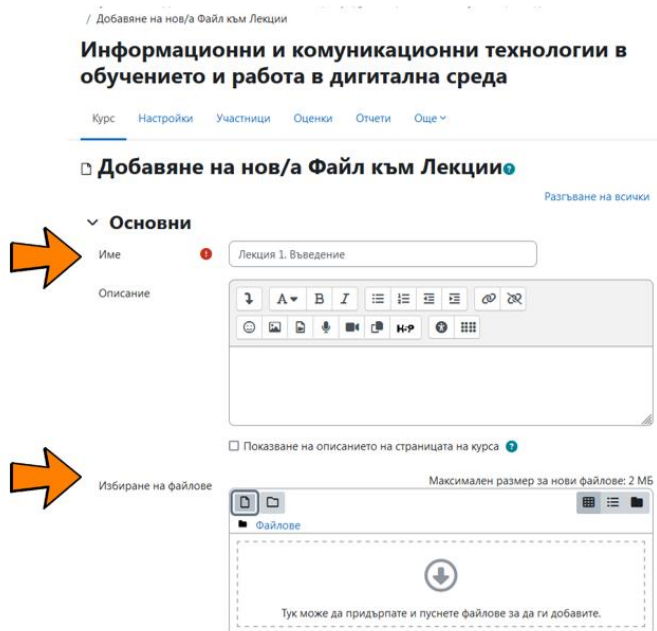 / Добавяне на нов/а Файл към Лекции
Информационни и комуникационни технологии в
обучението и работа в дигитална среда
Курс Настройки Участници Оценки Отчети Още
Добавяне на нов/а Файл към Лекции
Разгъване на всички
Основни
Име
Лекция 1. Въведение
Описание
A B I
H-P
Показване на описанието на страницата на курса
Максимален размер за нови файлове: 2 МБ
Избиране на файлове
Файлове
Тук може да придърпате и пуснете файлове за да ги добавите.